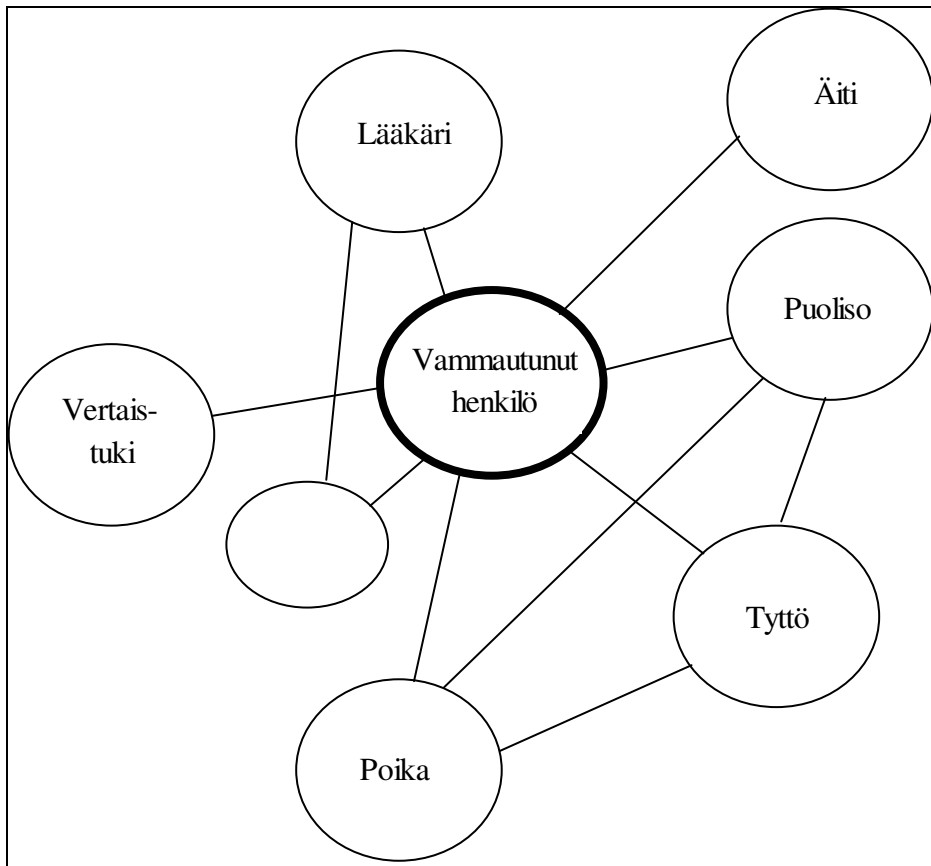 Äiti
Lääkäri
Puoliso
Vammautunut
henkilö
Vertais-
tuki
Tyttö
Poika